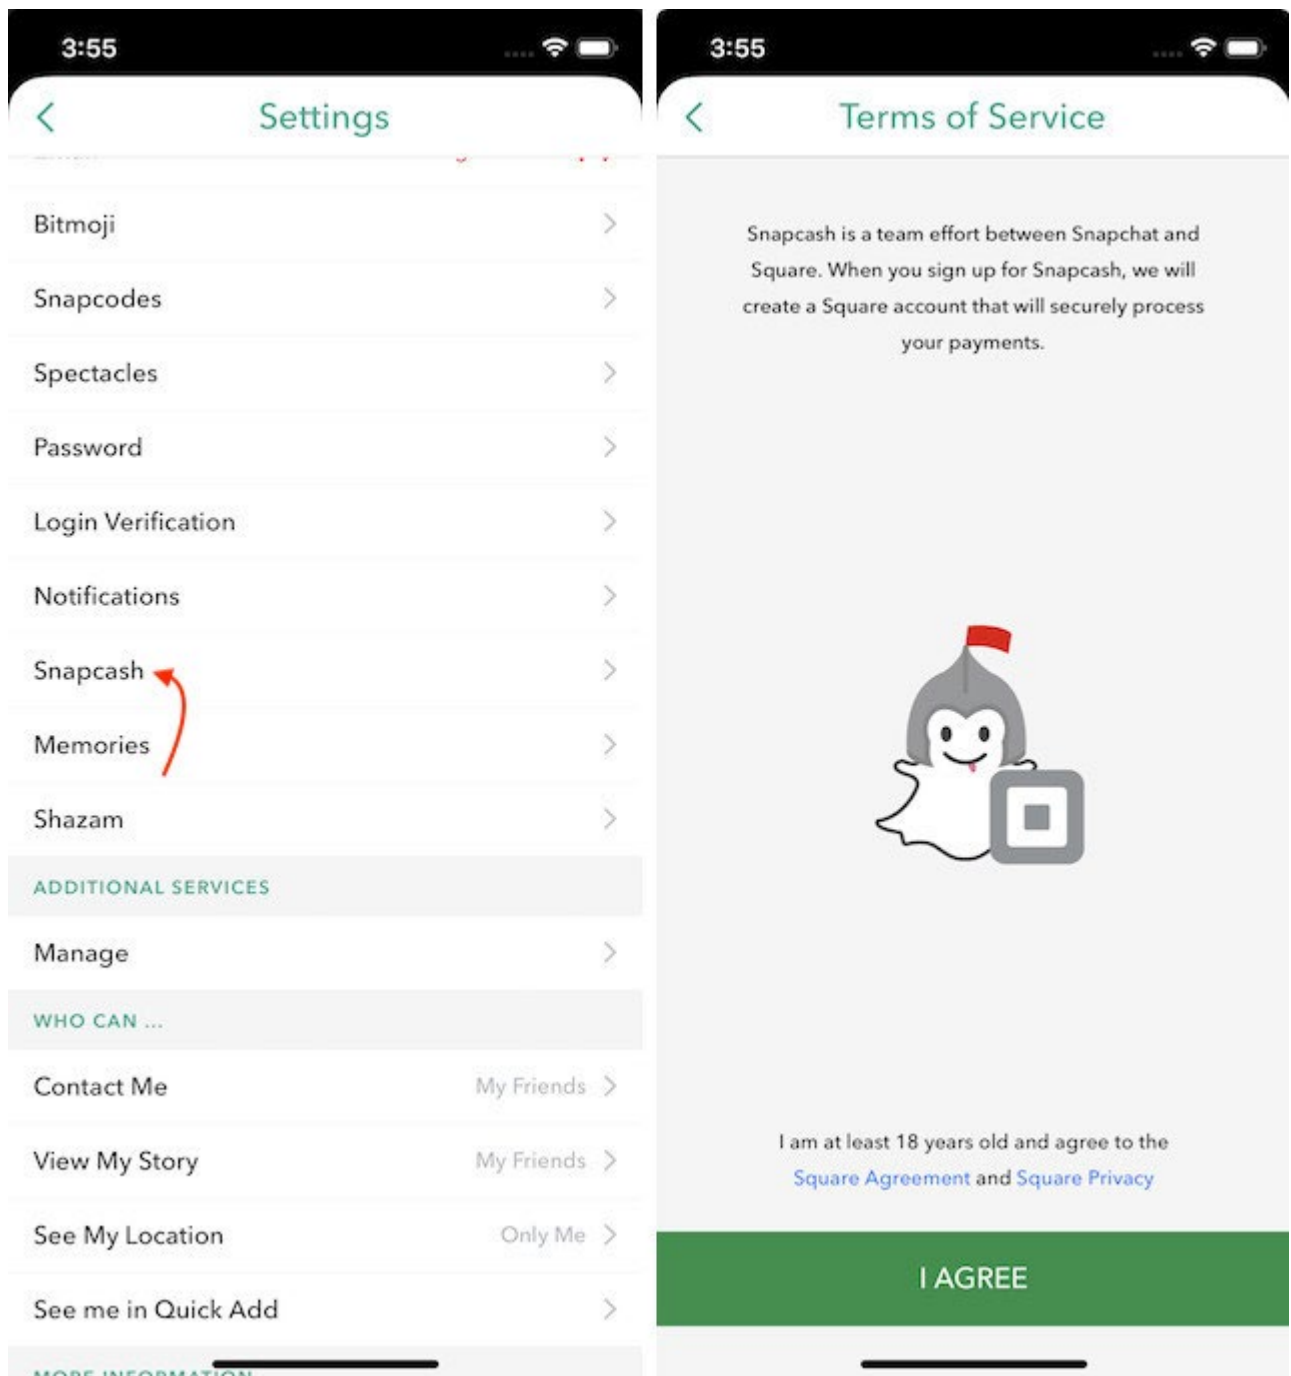 3:55
Settings
Bitmoji
Snapcodes
Spectacles
Password
Login Verification
Notifications
Snapcash
Memories
Shazam
ADDITIONAL SERVICES
Manage
WHO CAN ...
Contact Me My Friends
View My Story My Friends
See My Location Only Me
See me in Quick Add
MORE INFORMATION
3:55
Terms of Service
Snapcash is a team effort between Snapchat and
Square. When you sign up for Snapcash, we will
create a Square account that will securely process
your payments.
I am at least 18 years old and agree to the
Square Agreement and Square Privacy
I AGREE